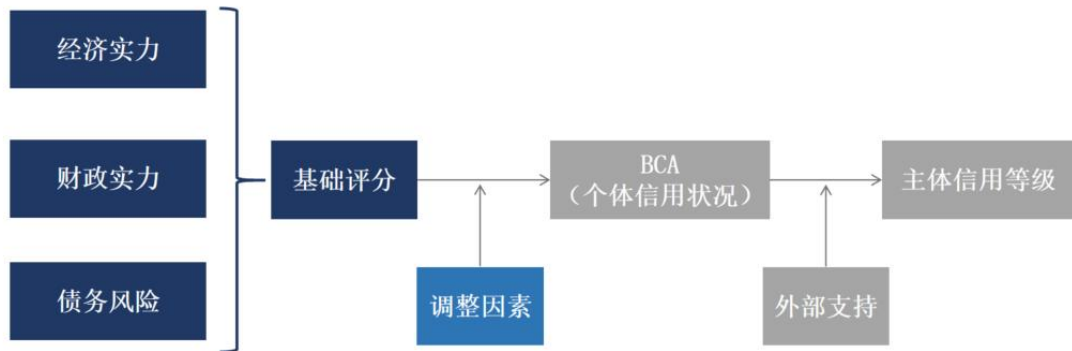 经济实力
财政实力
债务风险
基础评分
调整因素
BCA
（个体信用状况）
外部支持
主体信用等级